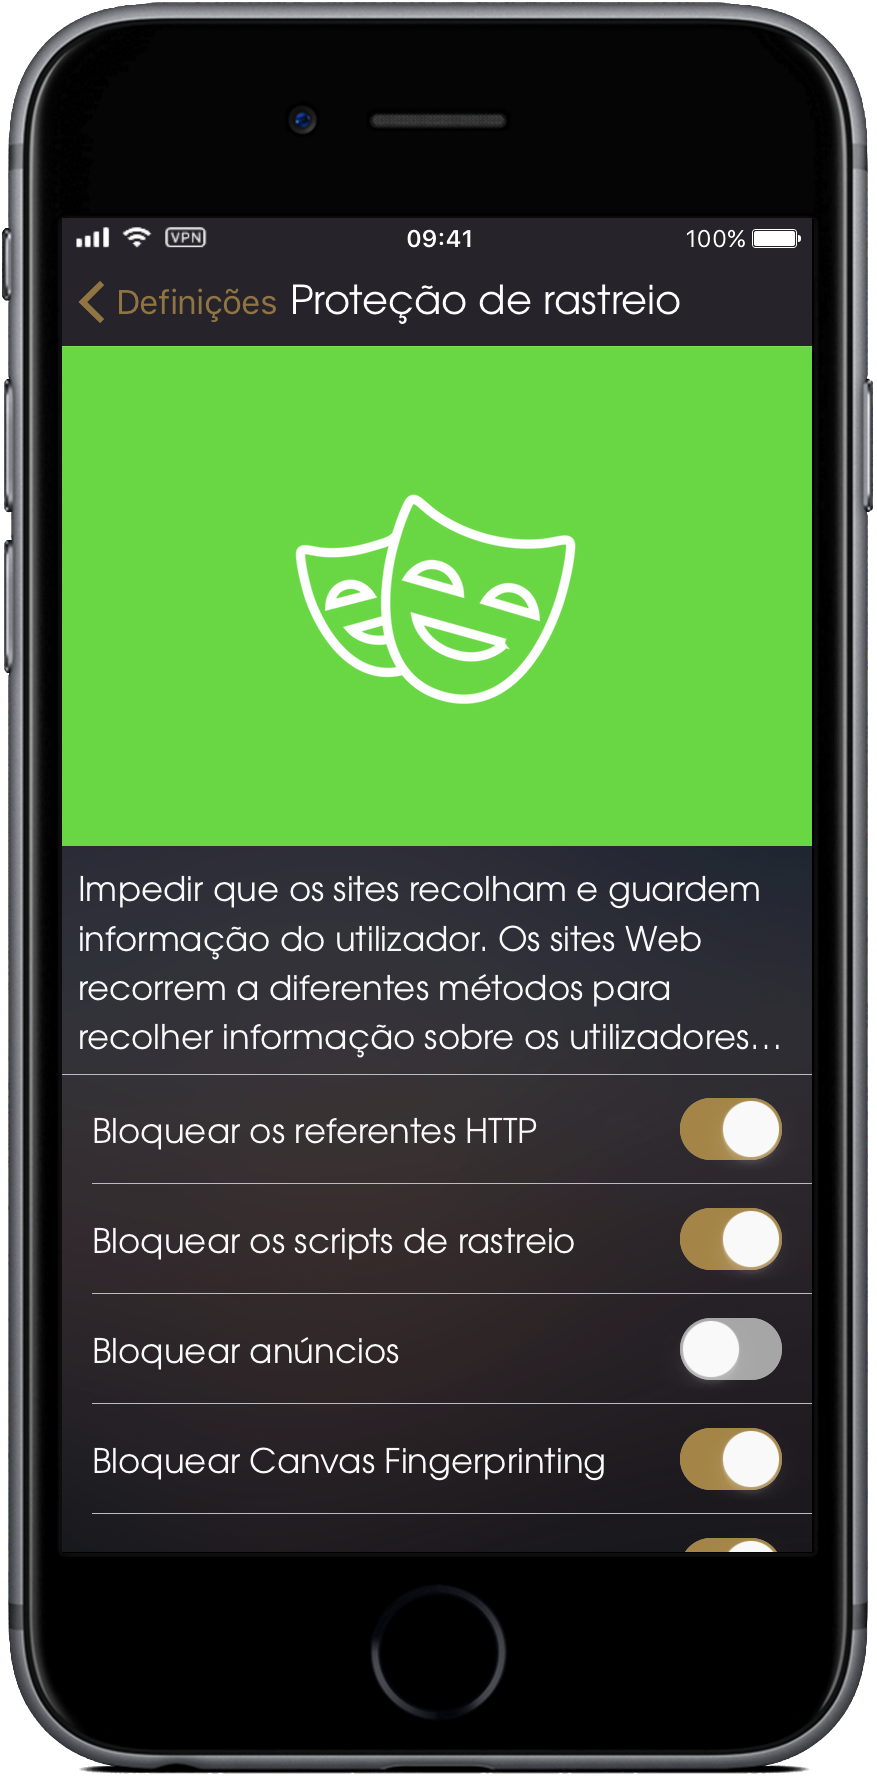 VPN 09:41 100%
Definições Proteção de rastreio
Impedir que os sites recolham e guardem
informação do utilizador. Os sites Web
recorrem a diferentes métodos para
recolher informação sobre os utilizadores...
Bloquear os referentes HTTP
Bloquear os scripts de rastreio
Bloquear anúncios
Bloquear Canvas Fingerprinting